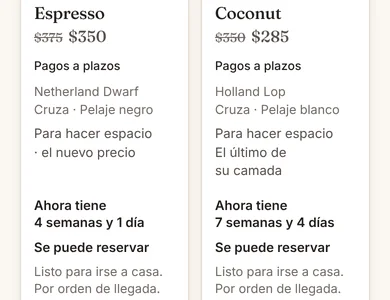 Espresso
$375 $350
Pagos a plazos
Netherland Dwarf
Cruza · Pelaje negro
Para hacer espacio
· el nuevo precio
Ahora tiene
4 semanas y 1 día
Se puede reservar
Listo para irse a casa.
Por orden de llegada.
Coconut
$350 $285
Pagos a plazos
Holland Lop
Cruza · Pelaje blanco
Para hacer espacio
El último de
su camada
Ahora tiene
7 semanas y 4 días
Se puede reservar
Listo para irse a casa.
Por orden de llegada.